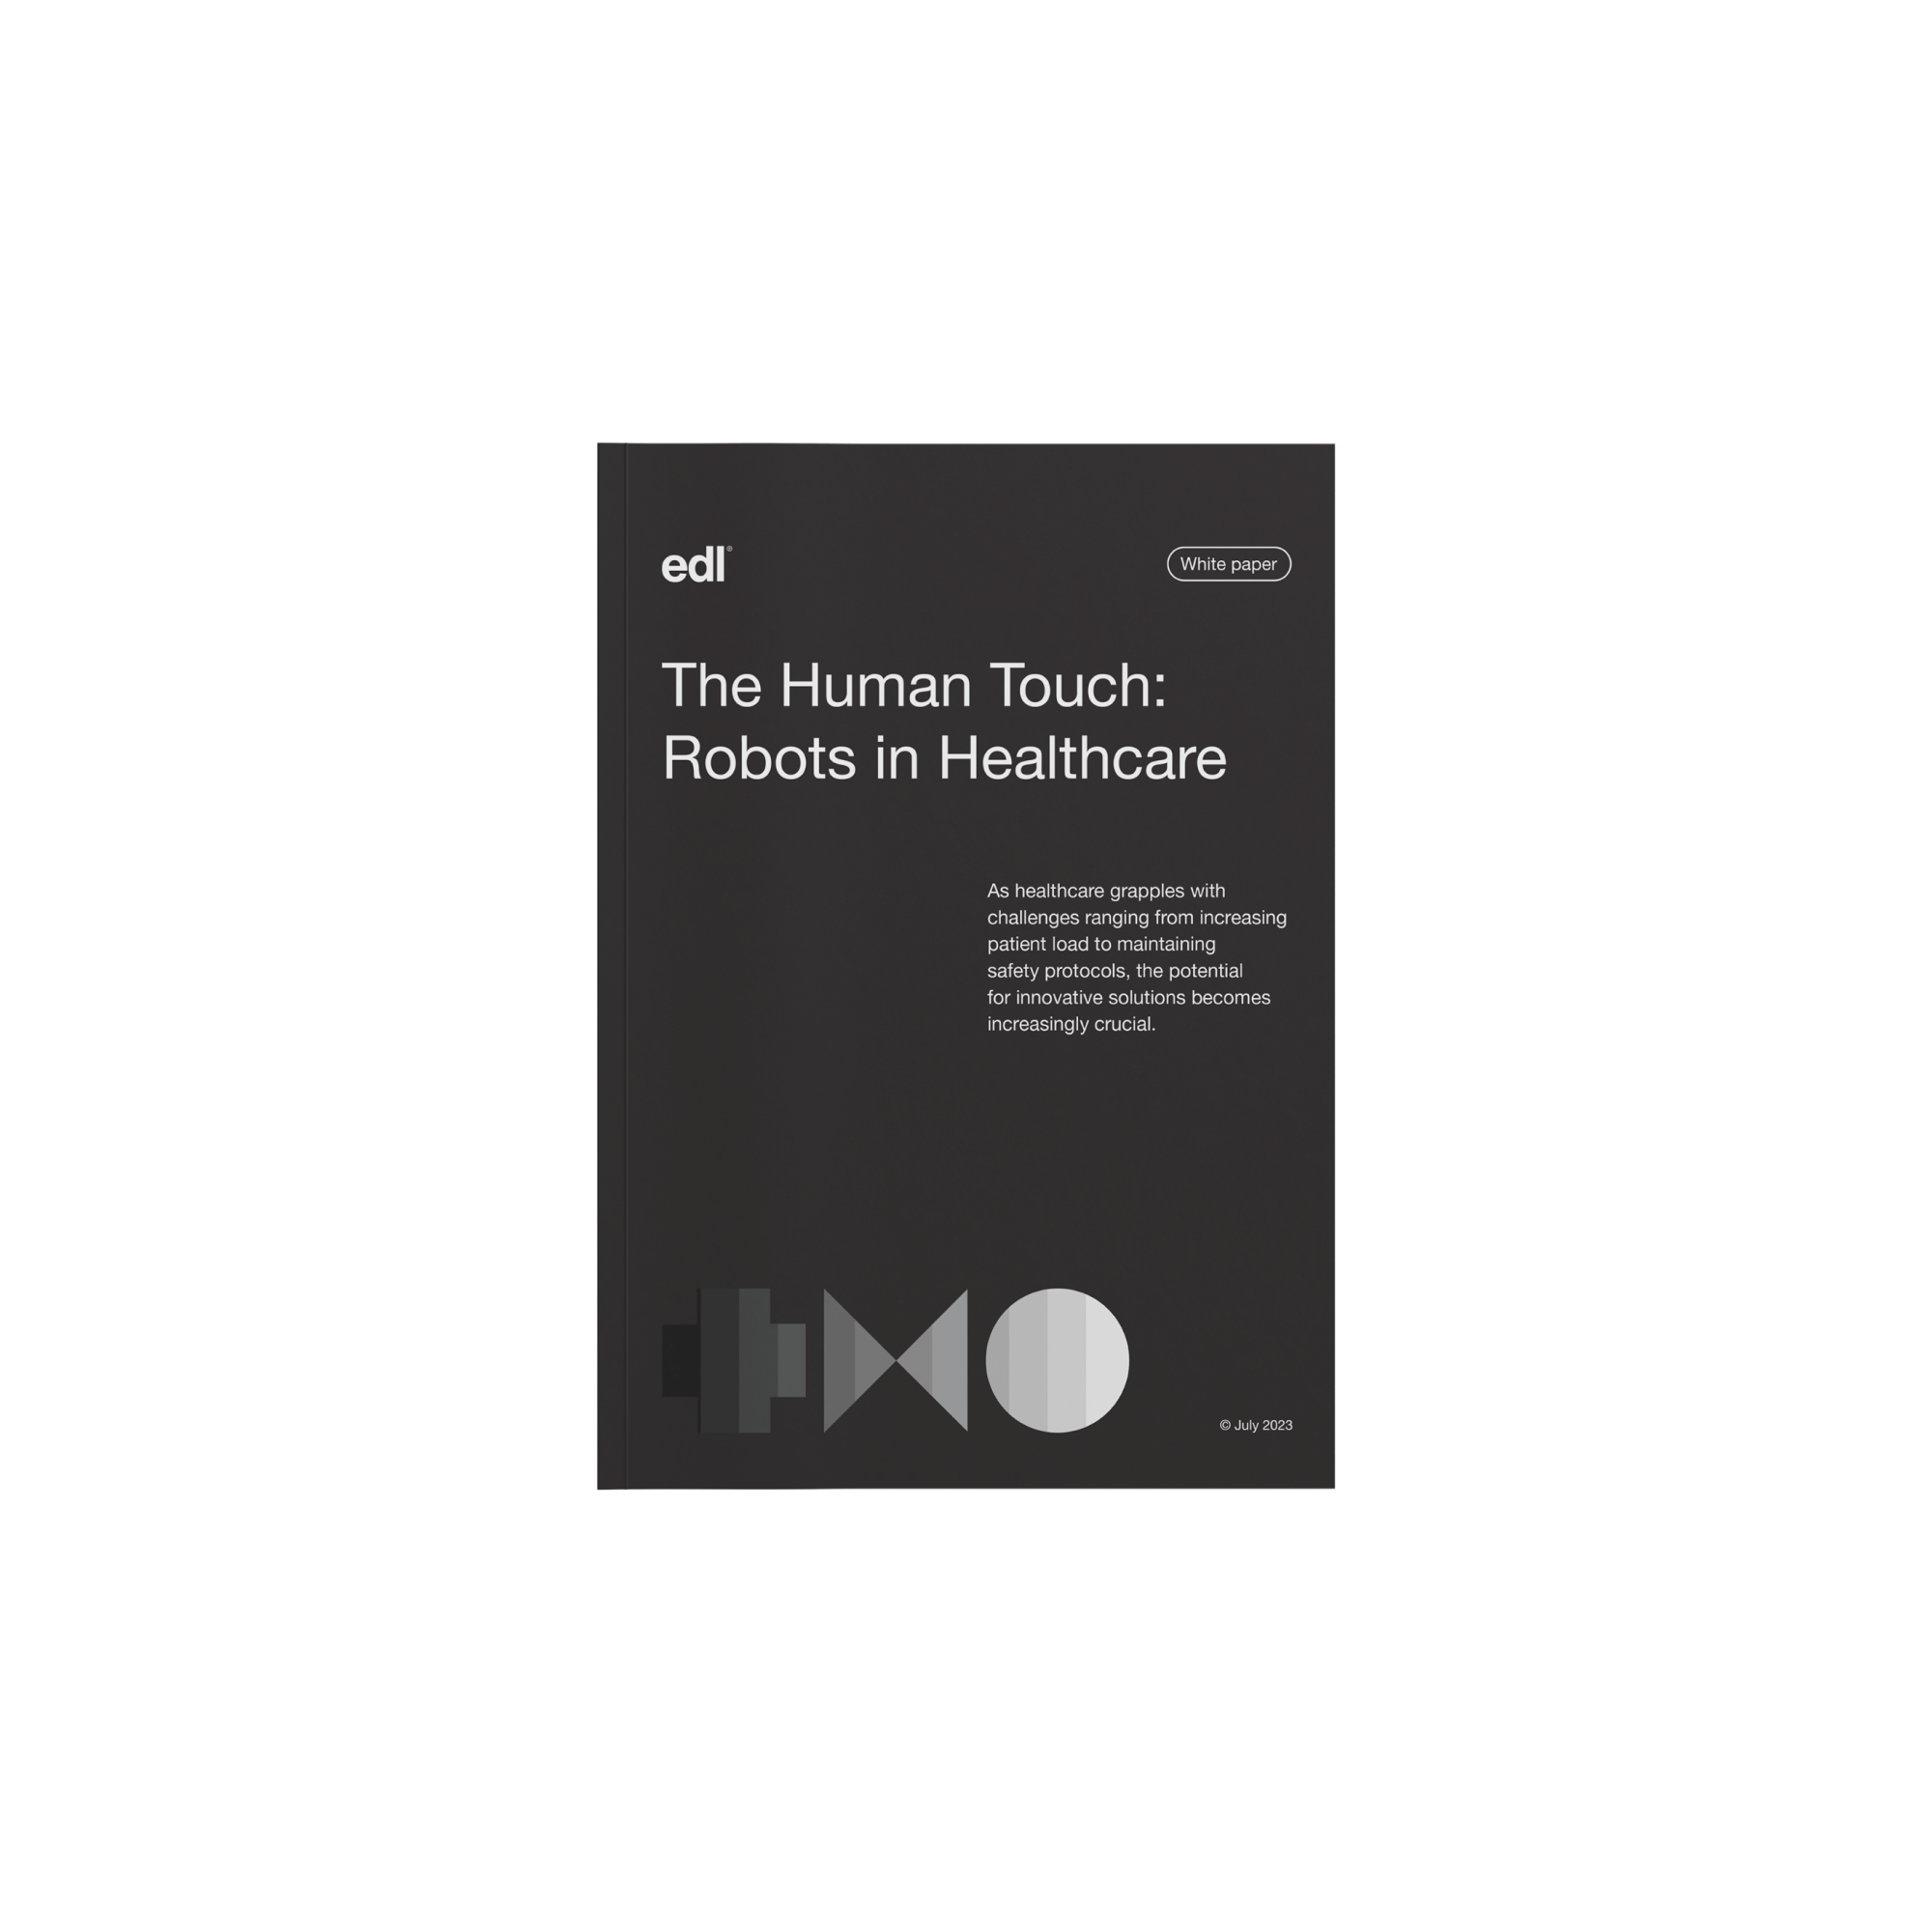 edl®
White paper
The Human Touch:
Robots in Healthcare
As healthcare grapples with
challenges ranging from increasing
patient load to maintaining
safety protocols, the potential
for innovative solutions becomes
increasingly crucial.
© July 2023